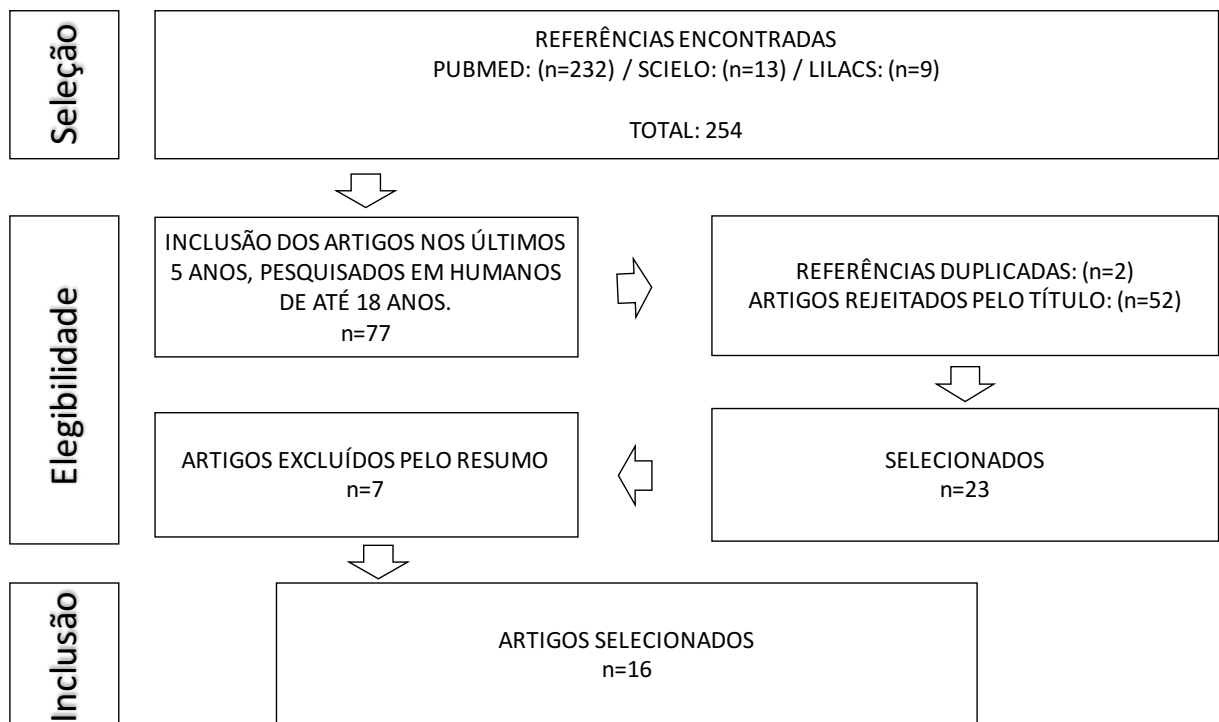 Seleção
REFERÊNCIAS ENCONTRADAS
PUBMED: (n=232) / SCIELO: (n=13) / LILACS: (n=9)
TOTAL: 254
Elegibilidade
INCLUSÃO DOS ARTIGOS NOS ÚLTIMOS
5 ANOS, PESQUISADOS EM HUMANOS
DE ATÉ 18 ANOS.
n=77
REFERÊNCIAS DUPLICADAS: (n=2)
ARTIGOS REJEITADOS PELO TÍTULO: (n=52)
ARTIGOS EXCLUÍDOS PELO RESUMO
n=7
SELECIONADOS
n=23
Inclusão
ARTIGOS SELECIONADOS
n=16